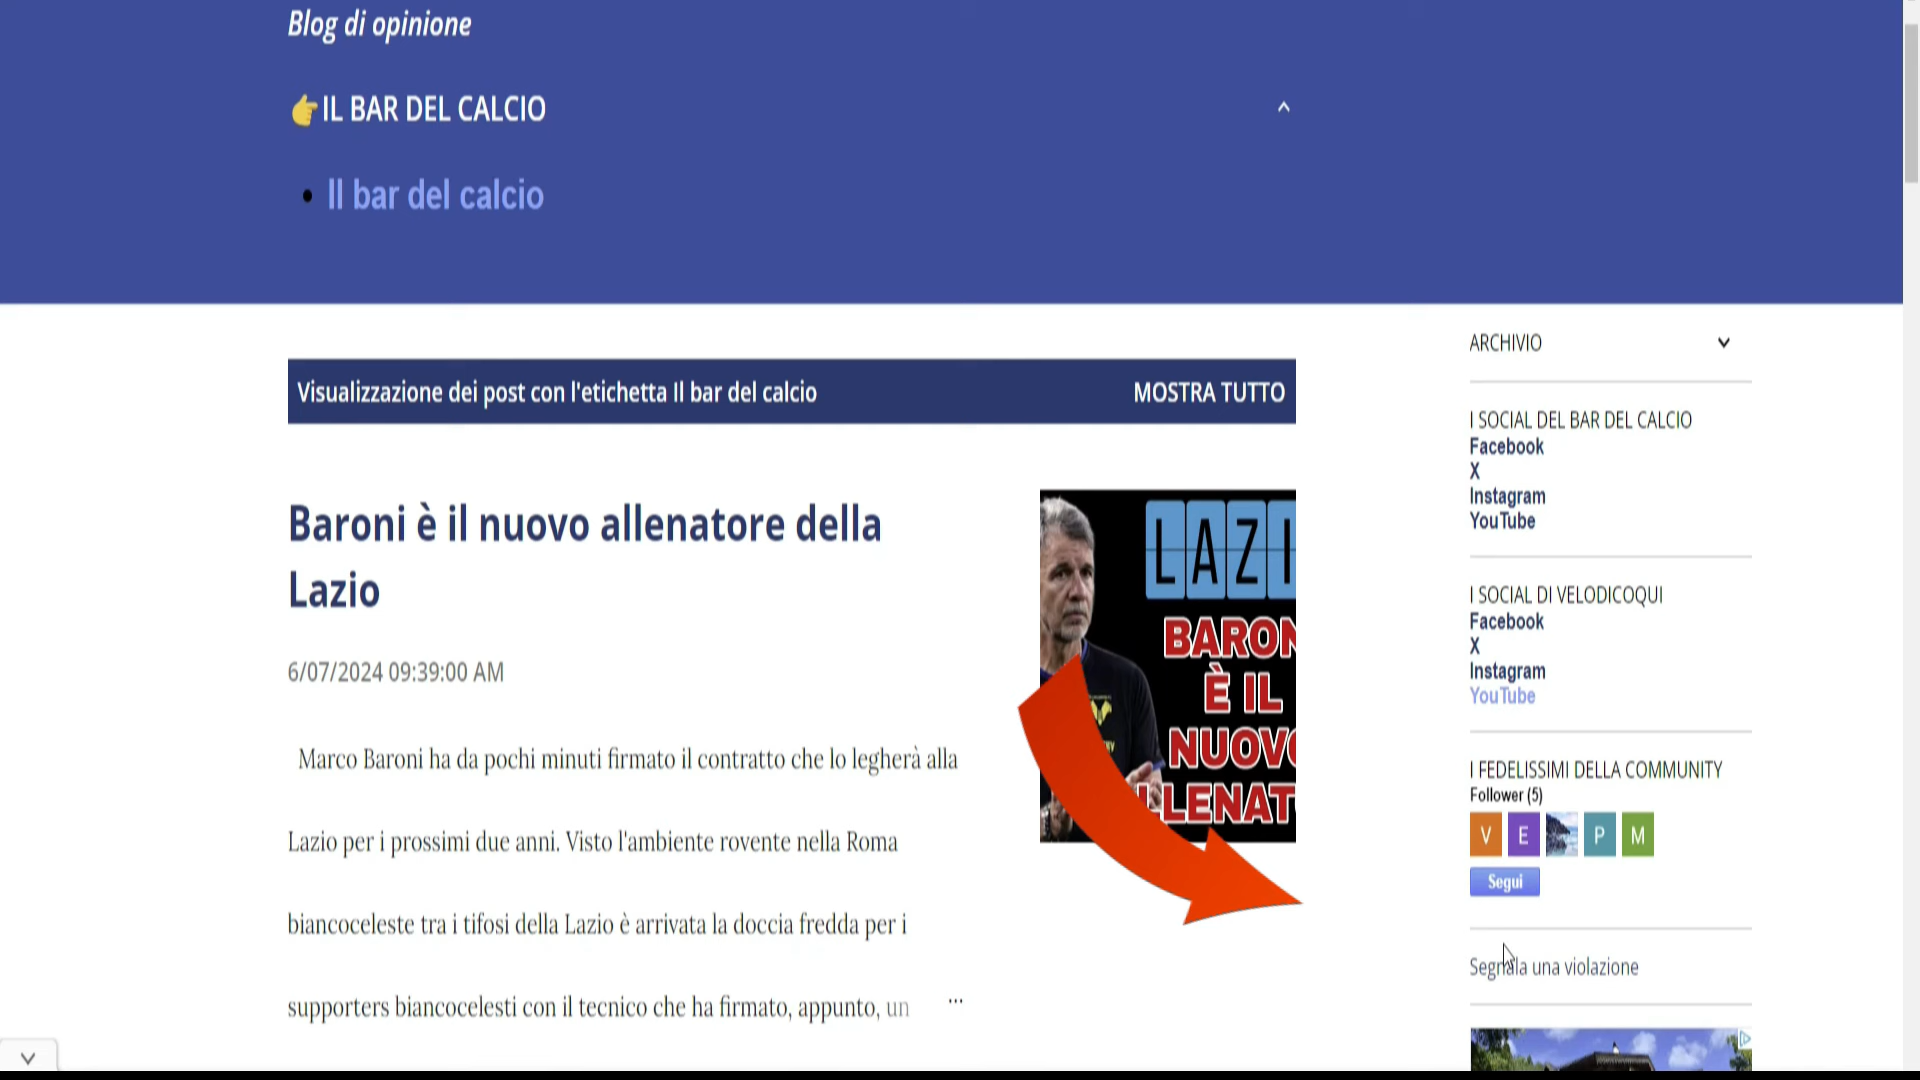 Blog di opinione
👉IL BAR DEL CALCIO
Il bar del calcio
Visualizzazione dei post con l'etichetta Il bar del calcio
MOSTRA TUTTO
Baroni è il nuovo allenatore della
Lazio
6/07/2024 09:39:00 AM
Marco Baroni ha da pochi minuti firmato il contratto che lo legherà alla
Lazio per i prossimi due anni. Visto l'ambiente rovente nella Roma
biancoceleste tra i tifosi della Lazio è arrivata la doccia fredda per i
supporters biancocelesti con il tecnico che ha firmato, appunto, un
...
LAZI
BARON
È IL
NUOVO
LLENAT
ARCHIVIO
I SOCIAL DEL BAR DEL CALCIO
Facebook
X
Instagram
YouTube
I SOCIAL DI VELODICOQUI
Facebook
X
Instagram
YouTube
I FEDELISSIMI DELLA COMMUNITY
Follower (5)
V E P M
Segui
Segnala una violazione